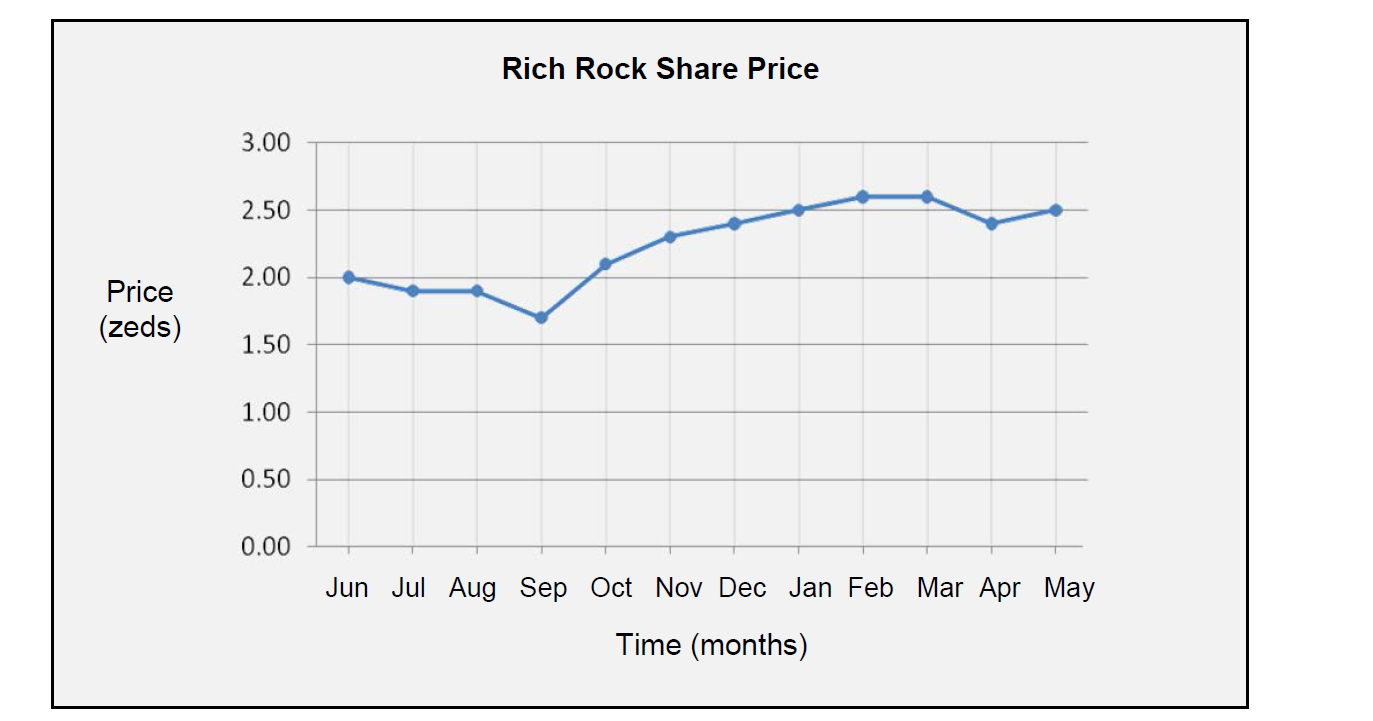 Rich Rock Share Price
3.00
2.50
2.00
1.50
1.00
0.50
0.00
Price
(zeds)
Jun Jul Aug Sep Oct Nov Dec Jan Feb Mar Apr May
Time (months)